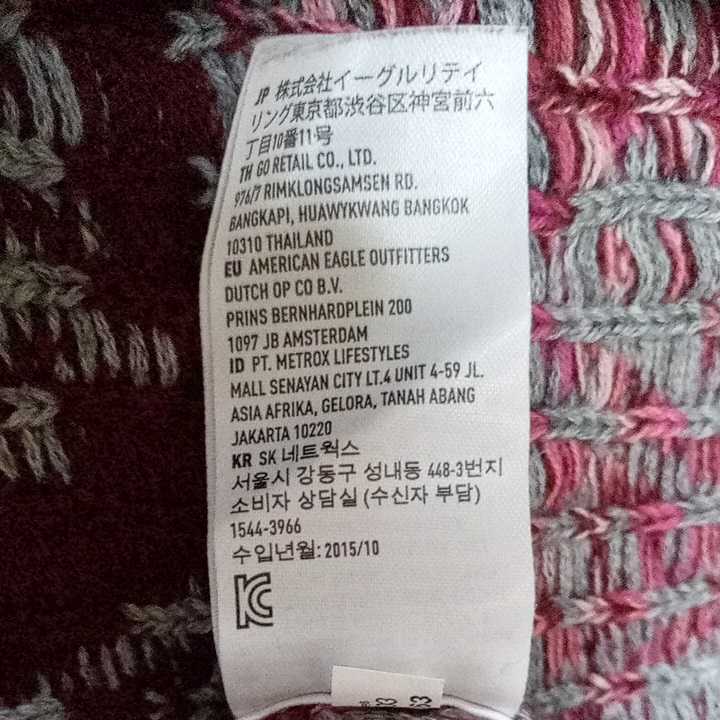 JP 株式会社イーグルリテイ
リング東京都渋谷区神宮前六
丁目10番11号
TH GO RETAIL CO., LTD.
976/7 RIMKLONGSAMSEN RD.
BANGKAPI, HUAWYKWANG BANGKOK
10310 THAILAND
EU AMERICAN EAGLE OUTFITTERS
DUTCH OP CO B.V.
PRINS BERNHARDPLEIN 200
1097 JB AMSTERDAM
ID PT. METROX LIFESTYLES
MALL SENAYAN CITY LT.4 UNIT 4-59 JL.
ASIA AFRIKA, GELORA, TANAH ABANG
JAKARTA 10220
KR SK 네트웍스
서울시 강동구 성내동 448-3번지
소비자 상담실 (수신자 부담)
1544-3966
수입년월: 2015/10
KC